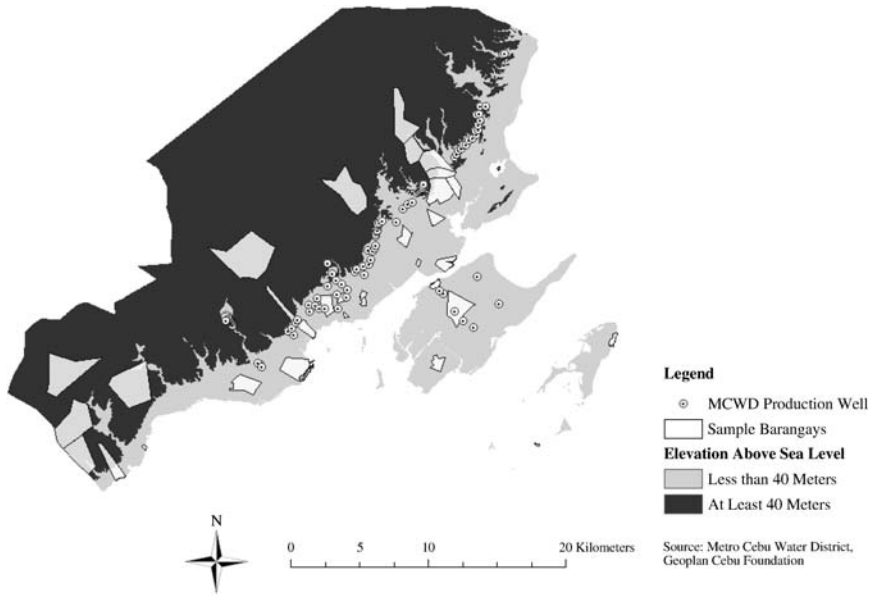 Legend
MCWD Production Well
Sample Barangays
Elevation Above Sea Level
Less than 40 Meters
At Least 40 Meters
N
0 5 10 20 Kilometers
Source: Metro Cebu Water District,
Geoplan Cebu Foundation